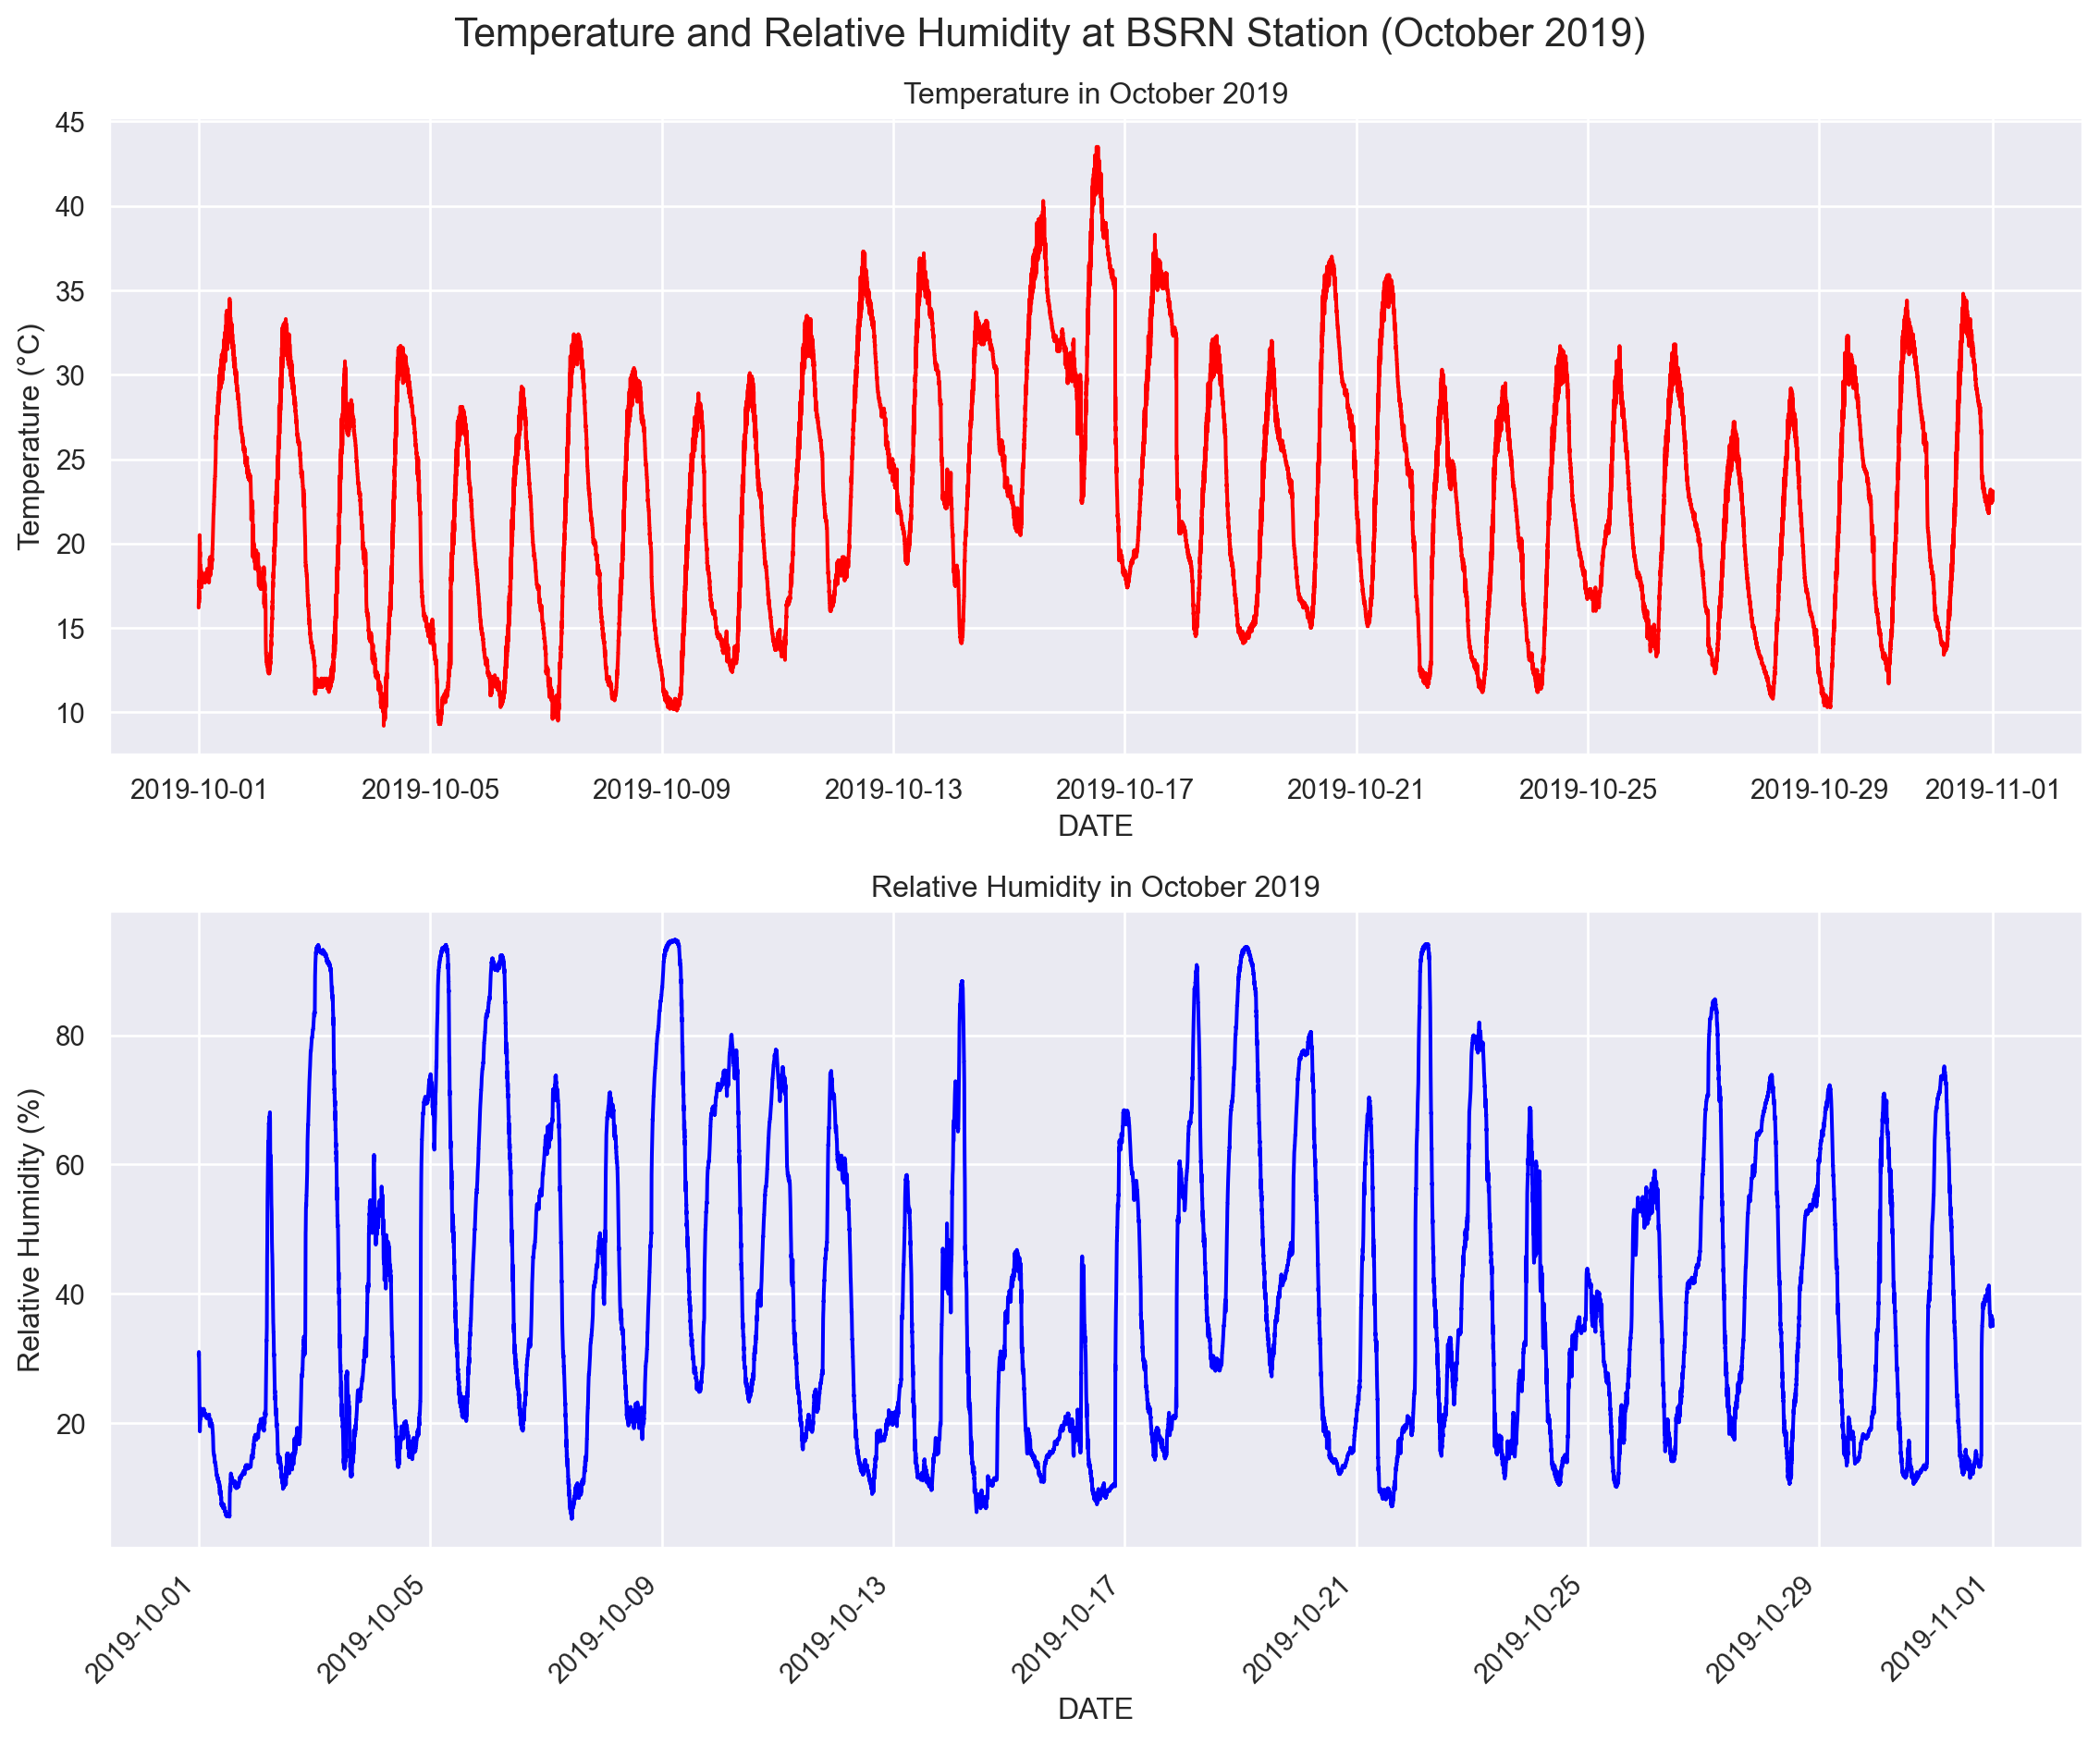 Temperature and Relative Humidity at BSRN Station (October 2019)
Temperature in October 2019
45
40
35
30
25
20
15
10
Temperature (°C)
2019-10-01 2019-10-05 2019-10-09 2019-10-13 2019-10-17 2019-10-21 2019-10-25 2019-10-29 2019-11-01
DATE
Relative Humidity in October 2019
80
60
40
20
Relative Humidity (%)
2019-10-01 2019-10-05 2019-10-09 2019-10-13 2019-10-17 2019-10-21 2019-10-25 2019-10-29 2019-11-01
DATE